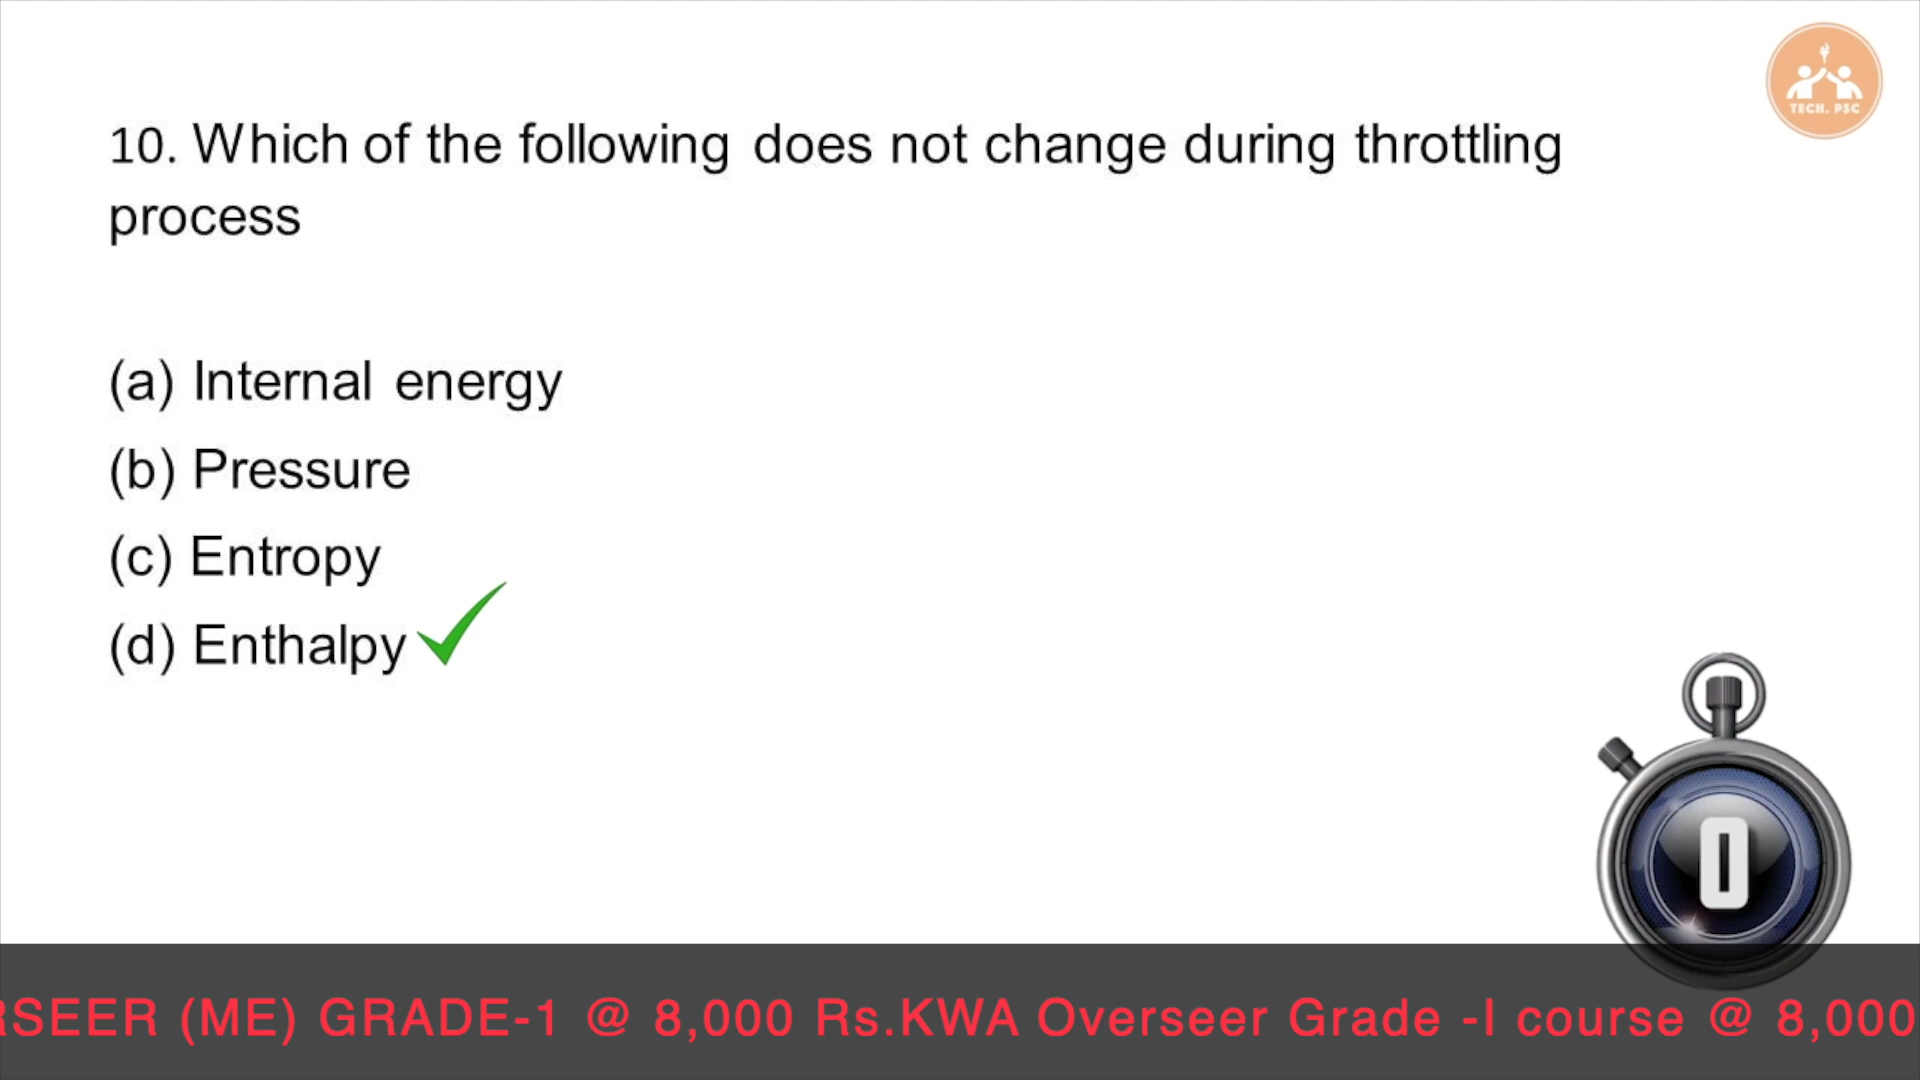 TECH. PSC
10. Which of the following does not change during throttling
process
(a) Internal energy
(b) Pressure
(c) Entropy
(d) Enthalpy
0
RSEER (ME) GRADE-1 @ 8,000 Rs.KWA Overseer Grade -I course @ 8,000